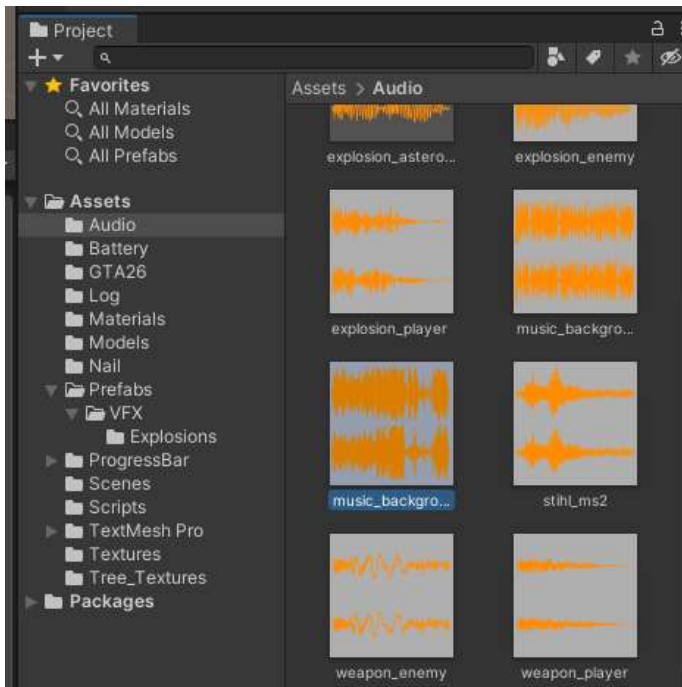 Project
Favorites
All Materials
All Models
All Prefabs
Assets
Audio
Battery
GTA26
Log
Materials
Models
Nail
Prefabs
VFX
Explosions
ProgressBar
Scenes
Scripts
TextMesh Pro
Textures
Tree_Textures
Packages
Assets > Audio
explosion_astero...
explosion_enemy
explosion_player
music_backgro...
music_backgro...
stihl_ms2
weapon_enemy
weapon_player